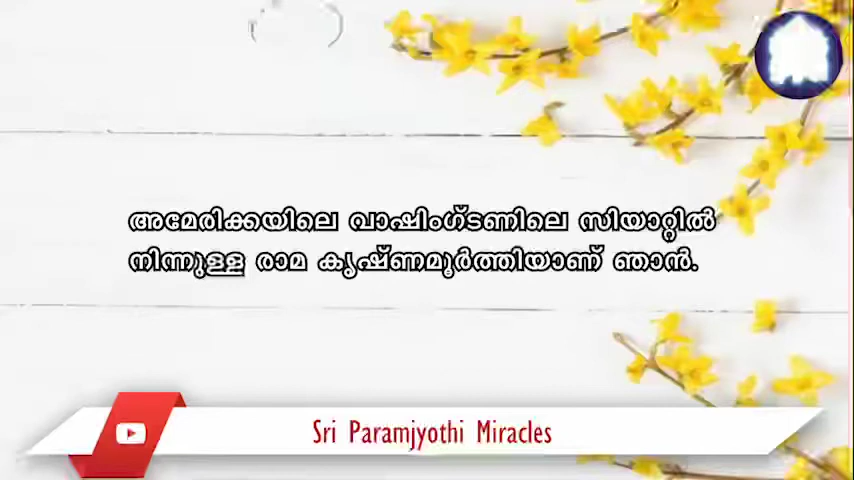 അമേരിക്കയിലെ വാഷിംഗ്ടണിലെ സിയാറ്റിൽ
നിന്നുള്ള രാമ കൃഷ്ണമൂർത്തിയാണ് ഞാൻ.
Sri Paramjyothi Miracles